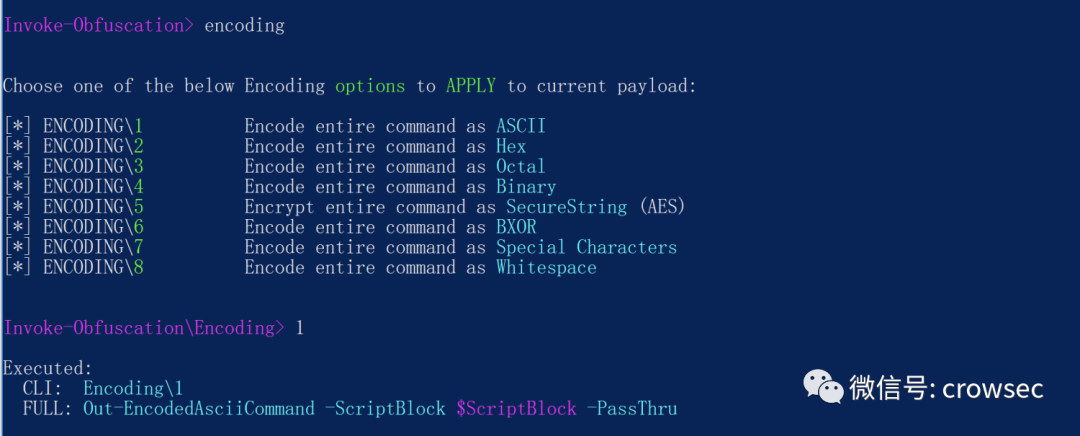 Invoke-Obfuscation> encoding
Choose one of the below Encoding options to APPLY to current payload:
[*] ENCODING\1 Encode entire command as ASCII
[*] ENCODING\2 Encode entire command as Hex
[*] ENCODING\3 Encode entire command as Octal
[*] ENCODING\4 Encode entire command as Binary
[*] ENCODING\5 Encrypt entire command as SecureString (AES)
[*] ENCODING\6 Encode entire command as BXOR
[*] ENCODING\7 Encode entire command as Special Characters
[*] ENCODING\8 Encode entire command as Whitespace
Invoke-Obfuscation\Encoding> 1
Executed:
CLI: Encoding\1
FULL: Out-EncodedAsciiCommand -ScriptBlock $ScriptBlock -PassThru
微信号: crowsec